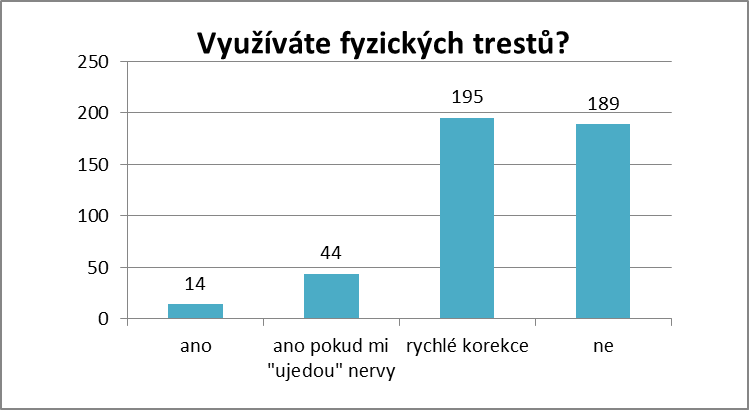 Využíváte fyzických trestů?
250
200
150
100
50
0
14
44
195
189
ano
ano pokud mi
"ujedou" nervy
rychlé korekce
ne